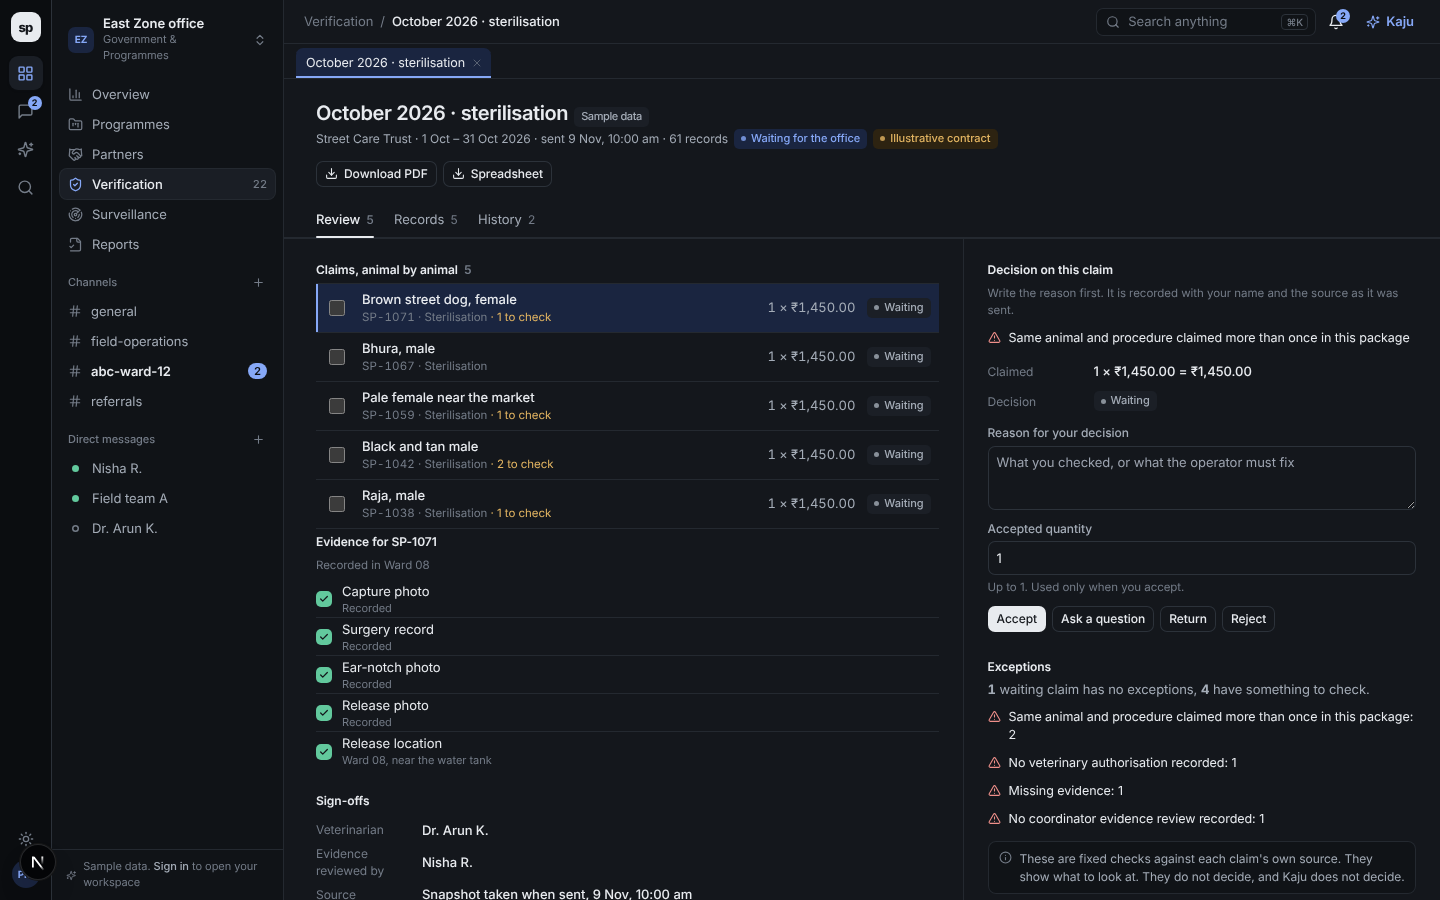 sp
East Zone office
EZ
Government &
Programmes
Verification / October 2026 · sterilisation
Search anything
⌘K
2
Kaju
October 2026 · sterilisation ×
2
Overview
Programmes
Partners
Verification 22
Surveillance
Reports
Channels +
# general
# field-operations
# abc-ward-12 2
# referrals
Direct messages +
Nisha R.
Field team A
Dr. Arun K.
N
Sample data. Sign in to open your
workspace
October 2026 · sterilisation Sample data
Street Care Trust · 1 Oct – 31 Oct 2026 · sent 9 Nov, 10:00 am · 61 records Waiting for the office Illustrative contract
Download PDF Spreadsheet
Review 5 Records 5 History 2
Claims, animal by animal 5
Brown street dog, female
SP-1071 · Sterilisation · 1 to check
1 × ₹1,450.00 Waiting
Bhura, male
SP-1067 · Sterilisation
1 × ₹1,450.00 Waiting
Pale female near the market
SP-1059 · Sterilisation · 1 to check
1 × ₹1,450.00 Waiting
Black and tan male
SP-1042 · Sterilisation · 2 to check
1 × ₹1,450.00 Waiting
Raja, male
SP-1038 · Sterilisation · 1 to check
1 × ₹1,450.00 Waiting
Evidence for SP-1071
Recorded in Ward 08
Capture photo
Recorded
Surgery record
Recorded
Ear-notch photo
Recorded
Release photo
Recorded
Release location
Ward 08, near the water tank
Sign-offs
Veterinarian Dr. Arun K.
Evidence
reviewed by Nisha R.
Source Snapshot taken when sent, 9 Nov, 10:00 am
Decision on this claim
Write the reason first. It is recorded with your name and the source as it was
sent.
Same animal and procedure claimed more than once in this package
Claimed 1 × ₹1,450.00 = ₹1,450.00
Decision Waiting
Reason for your decision
What you checked, or what the operator must fix
Accepted quantity
1
Up to 1. Used only when you accept.
Accept Ask a question Return Reject
Exceptions
1 waiting claim has no exceptions, 4 have something to check.
Same animal and procedure claimed more than once in this package:
2
No veterinary authorisation recorded: 1
Missing evidence: 1
No coordinator evidence review recorded: 1
These are fixed checks against each claim's own source. They
show what to look at. They do not decide, and Kaju does not decide.